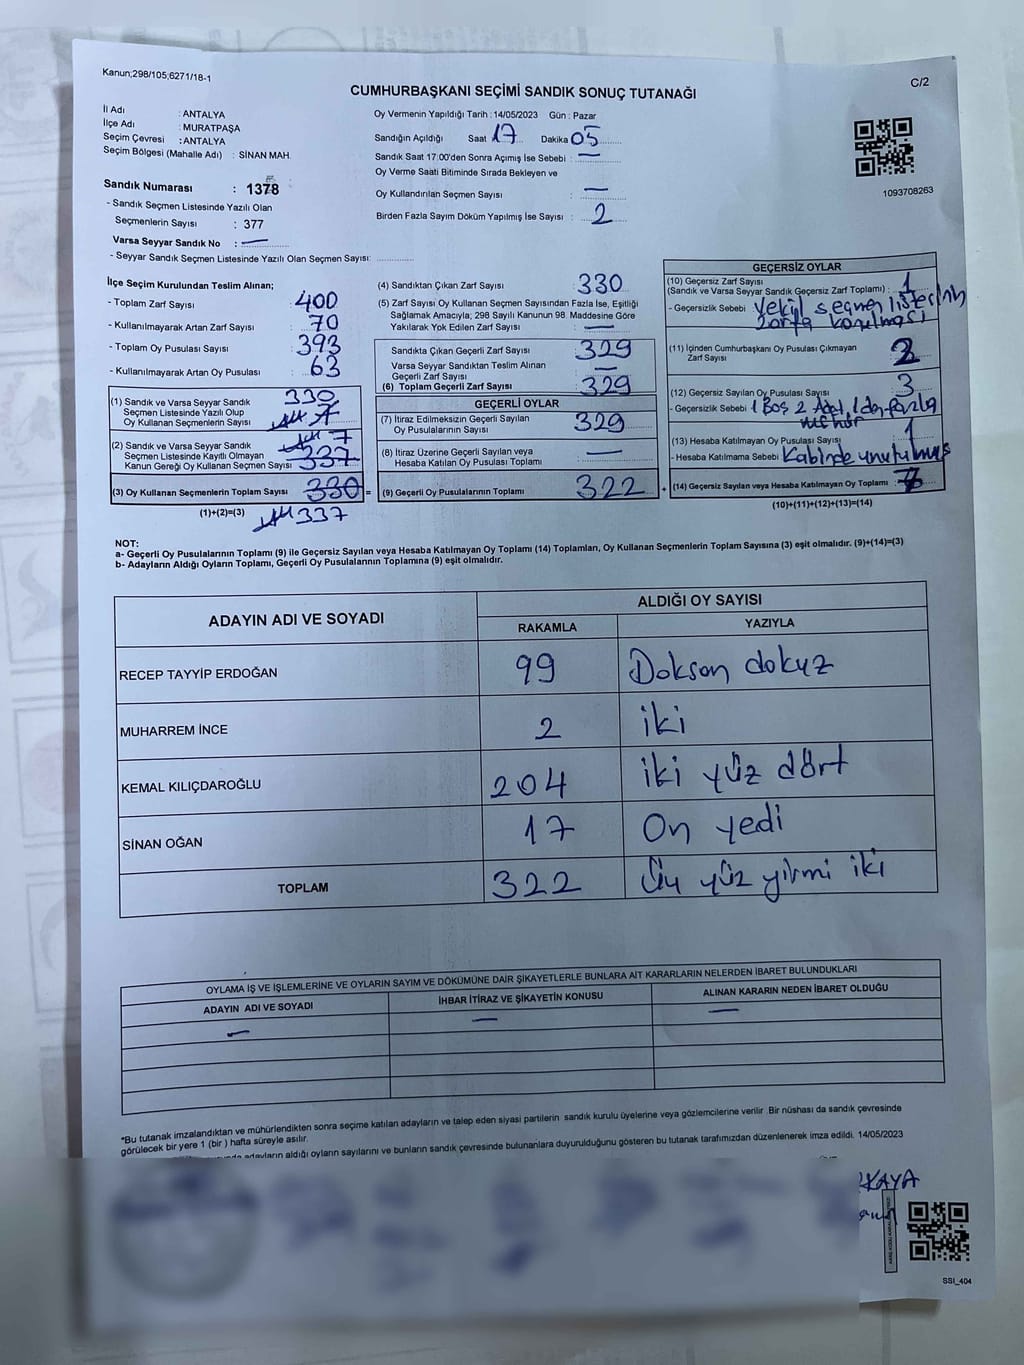 Kanun;298/105;6271/18-1
C/2
CUMHURBAŞKANI SEÇİMİ SANDIK SONUÇ TUTANAĞI
İl Adı : ANTALYA
İlçe Adı : MURATPAŞA
Seçim Çevresi : ANTALYA
Seçim Bölgesi (Mahalle Adı) : SİNAN MAH.
Sandık Numarası : 1378
- Sandık Seçmen Listesinde Yazılı Olan
Seçmenlerin Sayısı : 377
Varsa Seyyar Sandık No : —
- Seyyar Sandık Seçmen Listesinde Yazılı Olan Seçmen Sayısı:
Oy Vermenin Yapıldığı Tarih : 14/05/2023 Gün : Pazar
Sandığın Açıldığı Saat 17 Dakika 05
Sandık Saat 17:00'den Sonra Açımış İse Sebebi : —
Oy Verme Saati Bitiminde Sırada Bekleyen ve
Oy Kullandırılan Seçmen Sayısı : —
Birden Fazla Sayım Döküm Yapılmış İse Sayısı : 2
1093708263
İlçe Seçim Kurulundan Teslim Alınan;
- Toplam Zarf Sayısı : 400
- Kullanılmayarak Artan Zarf Sayısı : 70
- Toplam Oy Pusulası Sayısı : 393
- Kullanılmayarak Artan Oy Pusulası : 63
(1) Sandık ve Varsa Seyyar Sandık 330
Seçmen Listesinde Yazılı Olup
Oy Kullanan Seçmenlerin Sayısı
(2) Sandık ve Varsa Seyyar Sandık 7
Seçmen Listesinde Kayıtlı Olmayan
Kanun Gereği Oy Kullanan Seçmen Sayısı 337
(3) Oy Kullanan Seçmenlerin Toplam Sayısı 330 =
(1)+(2)=(3) 337
(4) Sandıktan Çıkan Zarf Sayısı : 330
(5) Zarf Sayısı Oy Kullanan Seçmen Sayısından Fazla İse, Eşitliği
Sağlamak Amacıyla; 298 Sayılı Kanunun 98. Maddesine Göre
Yakılarak Yok Edilen Zarf Sayısı : —
Sandıkta Çıkan Geçerli Zarf Sayısı 329
Varsa Seyyar Sandıktan Teslim Alınan
Geçerli Zarf Sayısı —
(6) Toplam Geçerli Zarf Sayısı : 329
GEÇERLİ OYLAR
(7) İtiraz Edilmeksizin Geçerli Sayılan
Oy Pusulalarının Sayısı : 329
(8) İtiraz Üzerine Geçerli Sayılan veya
Hesaba Katılan Oy Pusulası Toplamı : —
(9) Geçerli Oy Pusulalarının Toplamı : 322 +
GEÇERSİZ OYLAR
(10) Geçersiz Zarf Sayısı
(Sandık ve Varsa Seyyar Sandık Geçersiz Zarf Toplamı) : 1
- Geçersizlik Sebebi : Vekil seçmen listesinin
zarfa konulması
(11) İçinden Cumhurbaşkanı Oy Pusulası Çıkmayan
Zarf Sayısı : 2
(12) Geçersiz Sayılan Oy Pusulası Sayısı : 3
- Geçersizlik Sebebi : 1 Boş 2 Adet 1 den fazla
mühür
(13) Hesaba Katılmayan Oy Pusulası Sayısı : 1
- Hesaba Katılmama Sebebi : Kabinde unutulmuş
(14) Geçersiz Sayılan veya Hesaba Katılmayan Oy Toplamı : 7
(10)+(11)+(12)+(13)=(14)
NOT:
a- Geçerli Oy Pusulalarının Toplamı (9) ile Geçersiz Sayılan veya Hesaba Katılmayan Oy Toplamı (14) Toplamları, Oy Kullanan Seçmenlerin Toplam Sayısına (3) eşit olmalıdır. (9)+(14)=(3)
b- Adayların Aldığı Oyların Toplamı, Geçerli Oy Pusulalarının Toplamına (9) eşit olmalıdır.
ADAYIN ADI VE SOYADI ALDIĞI OY SAYISI
RAKAMLA YAZIYLA
RECEP TAYYİP ERDOĞAN 99 Dokson dokuz
MUHARREM İNCE 2 iki
KEMAL KILIÇDAROĞLU 204 iki yüz dört
SİNAN OĞAN 17 On yedi
TOPLAM 322 Üç yüz yirmi iki
OYLAMA İŞ VE İŞLEMLERİNE VE OYLARIN SAYIM VE DÖKÜMÜNE DAİR ŞİKAYETLERLE BUNLARA AİT KARARLARIN NELERDEN İBARET BULUNDUKLARI
ADAYIN ADI VE SOYADI İHBAR İTİRAZ VE ŞİKAYETİN KONUSU ALINAN KARARIN NEDEN İBARET OLDUĞU
— — —
*Bu tutanak imzalandıktan ve mühürlendikten sonra seçime katılan adayların ve talep eden siyasi partilerin sandık kurulu üyelerine veya gözlemcilerine verilir. Bir nüshası da sandık çevresinde
görülecek bir yere 1 (bir ) hafta süreyle asılır.
adayların aldığı oyların sayılarını ve bunların sandık çevresinde bulunanlara duyurulduğunu gösteren bu tutanak tarafımızdan düzenlenerek imza edildi. 14/05/2023
KAYA
SSI_404